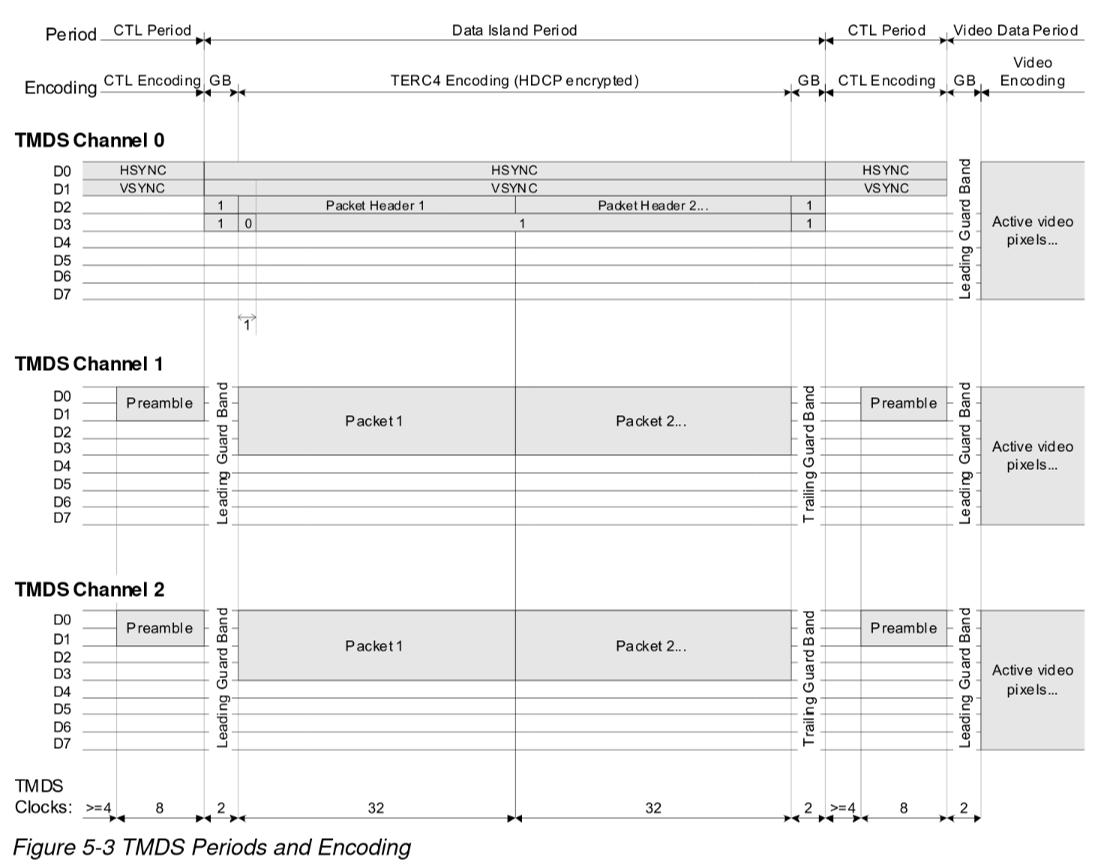 Period CTL Period Data Island Period CTL Period Video Data Period
Encoding CTL Encoding GB TERC4 Encoding (HDCP encrypted) GB CTL Encoding GB Video Encoding
TMDS Channel 0
D0 HSYNC HSYNC HSYNC
D1 VSYNC VSYNC VSYNC
D2 1 Packet Header 1 Packet Header 2... 1
D3 1 0 1 1
D4
D5
D6
D7
Leading Guard Band
Active video
pixels...
1
TMDS Channel 1
D0
D1
D2
D3
D4
D5
D6
D7
Preamble
Leading Guard Band
Packet 1
Packet 2...
Trailing Guard Band
Preamble
Leading Guard Band
Active video
pixels...
TMDS Channel 2
D0
D1
D2
D3
D4
D5
D6
D7
Preamble
Leading Guard Band
Packet 1
Packet 2...
Trailing Guard Band
Preamble
Leading Guard Band
Active video
pixels...
TMDS
Clocks: >=4 8 2 32 32 2 >=4 8 2
Figure 5-3 TMDS Periods and Encoding